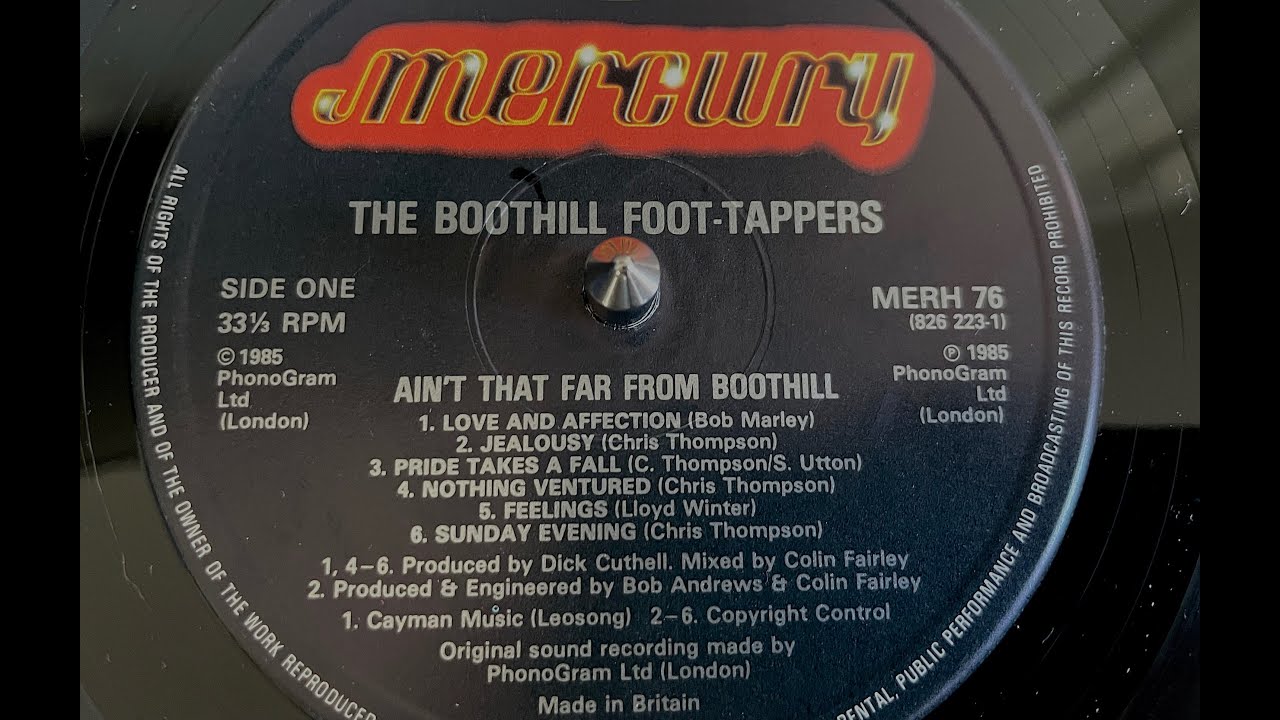 mercury
THE BOOTHILL FOOT-TAPPERS
SIDE ONE
33⅓ RPM
© 1985
PhonoGram
Ltd
(London)
MERH 76
(826 223-1)
℗ 1985
PhonoGram
Ltd
(London)
AIN'T THAT FAR FROM BOOTHILL
1. LOVE AND AFFECTION (Bob Marley)
2. JEALOUSY (Chris Thompson)
3. PRIDE TAKES A FALL (C. Thompson/S. Utton)
4. NOTHING VENTURED (Chris Thompson)
5. FEELINGS (Lloyd Winter)
6. SUNDAY EVENING (Chris Thompson)
1, 4–6. Produced by Dick Cuthell. Mixed by Colin Fairley
2. Produced & Engineered by Bob Andrews & Colin Fairley
1. Cayman Music (Leosong) 2–6. Copyright Control
Original sound recording made by
PhonoGram Ltd (London)
Made in Britain
ALL RIGHTS OF THE PRODUCER AND OF THE OWNER OF THE WORK REPRODUCED
RENTAL, PUBLIC PERFORMANCE AND BROADCASTING OF THIS RECORD PROHIBITED